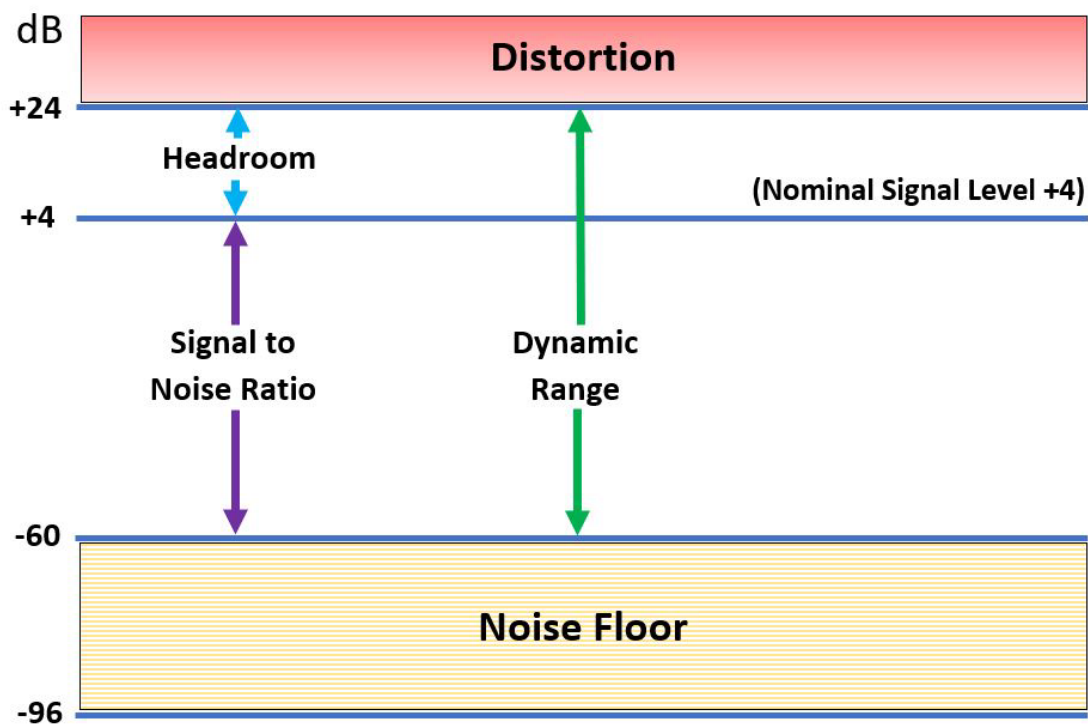 dB
Distortion
+24
Headroom
(Nominal Signal Level +4)
+4
Signal to
Noise Ratio
Dynamic
Range
-60
Noise Floor
-96